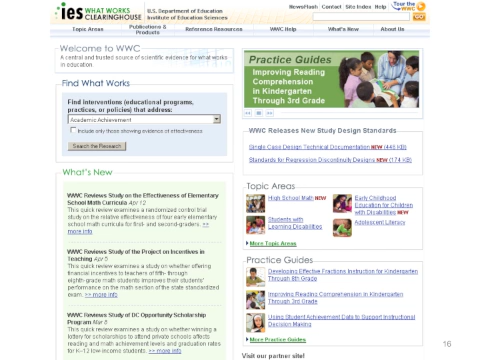 NewsFlash Contact Site Index Help Tour the WWC
ies WHAT WORKS CLEARINGHOUSE
U.S. Department of Education
Institute of Education Sciences
GO
Topic Areas Publications & Products Reference Resources WWC Help What's New About Us
Welcome to WWC
A central and trusted source of scientific evidence for what works
in education
Find What Works
Find interventions (educational programs,
practices, or policies) that address:
Academic Achievement
Include only those showing evidence of effectiveness
Search the Research
What's New
WWC Reviews Study on the Effectiveness of Elementary
School Math Curricula Apr 12
This quick review examines a randomized control trial
study on the relative effectiveness of four early elementary
school math curricula for first- and second-graders. >>
more info
WWC Reviews Study of the Project on Incentives in
Teaching Apr 5
This quick review examines a study on whether offering
financial incentives to teachers of fifth- through
eighth-grade math students improves their students'
performance on the math section of the state standardized
exam. >> more info
WWC Reviews Study of DC Opportunity Scholarship
Program Mar 8
This quick review examines a study on whether winning a
lottery for scholarships to attend private schools affects
reading and math achievement levels and graduation rates
for K–12 low income students. >> more info
Practice Guides
Improving Reading
Comprehension
in Kindergarten
Through 3rd Grade
WWC Releases New Study Design Standards
Single Case Design Technical Documentation NEW (449 KB)
Standards for Regression Discontinuity Designs NEW (174 KB)
Topic Areas
High School Math NEW
Early Childhood
Education for Children
with Disabilities NEW
Students with
Learning Disabilities
Adolescent Literacy
More Topic Areas
Practice Guides
Developing Effective Fractions Instruction for Kindergarten
Through 8th Grade
Improving Reading Comprehension in Kindergarten
Through 3rd Grade
Using Student Achievement Data to Support Instructional
Decision Making
More Practice Guides
Visit our partner site!
16